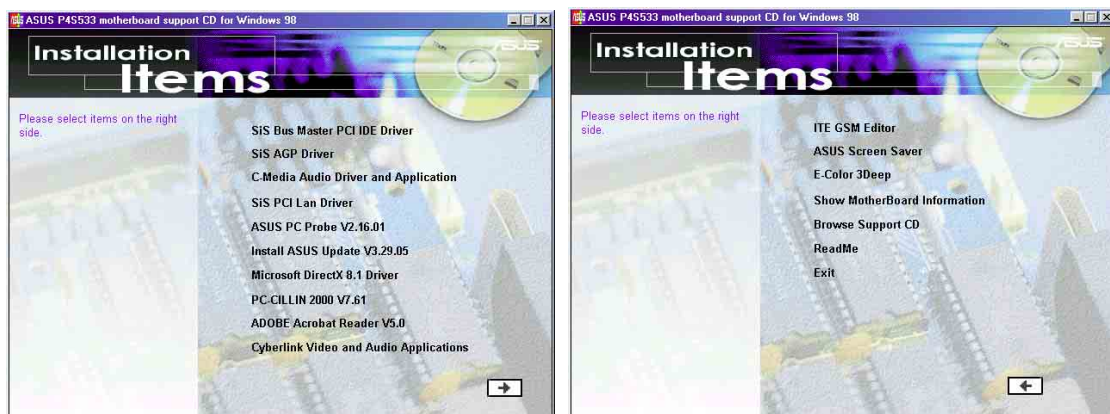 ASUS P4S533 motherboard support CD for Windows 98
Installation
Items
ASUS
Please select items on the right
side.
SiS Bus Master PCI IDE Driver
SiS AGP Driver
C-Media Audio Driver and Application
SiS PCI Lan Driver
ASUS PC Probe V2.16.01
Install ASUS Update V3.29.05
Microsoft DirectX 8.1 Driver
PC-CILLIN 2000 V7.61
ADOBE Acrobat Reader V5.0
Cyberlink Video and Audio Applications
ASUS P4S533 motherboard support CD for Windows 98
Installation
Items
ASUS
Please select items on the right
side.
ITE GSM Editor
ASUS Screen Saver
E-Color 3Deep
Show MotherBoard Information
Browse Support CD
ReadMe
Exit